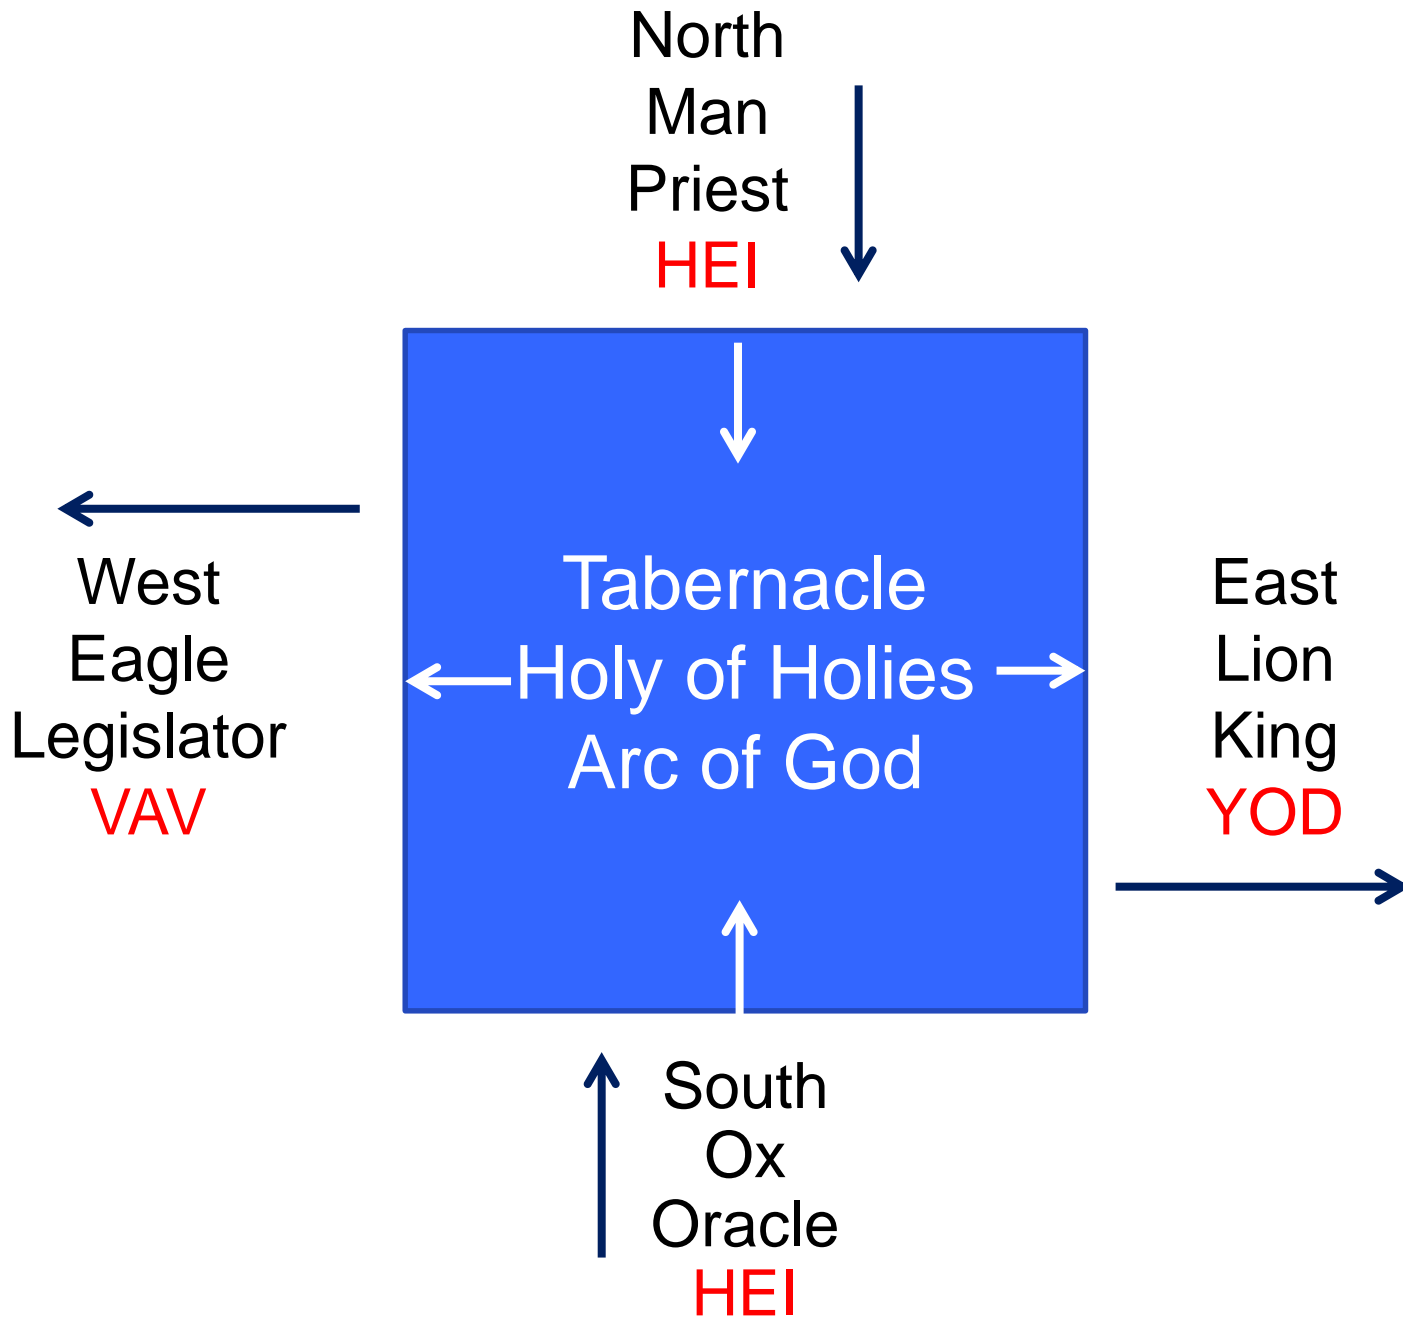 North
Man
Priest
HEI
West
Eagle
Legislator
VAV
Tabernacle
Holy of Holies
Arc of God
East
Lion
King
YOD
South
Ox
Oracle
HEI